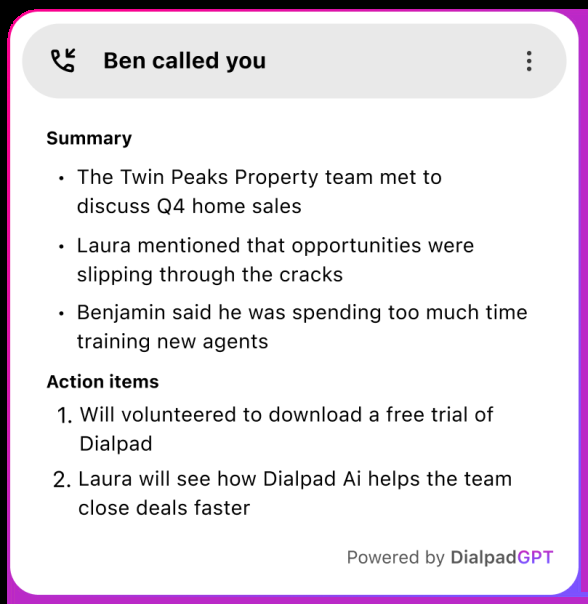 Ben called you
Summary
• The Twin Peaks Property team met to
discuss Q4 home sales
• Laura mentioned that opportunities were
slipping through the cracks
• Benjamin said he was spending too much time
training new agents
Action items
1. Will volunteered to download a free trial of
Dialpad
2. Laura will see how Dialpad Ai helps the team
close deals faster
Powered by DialpadGPT